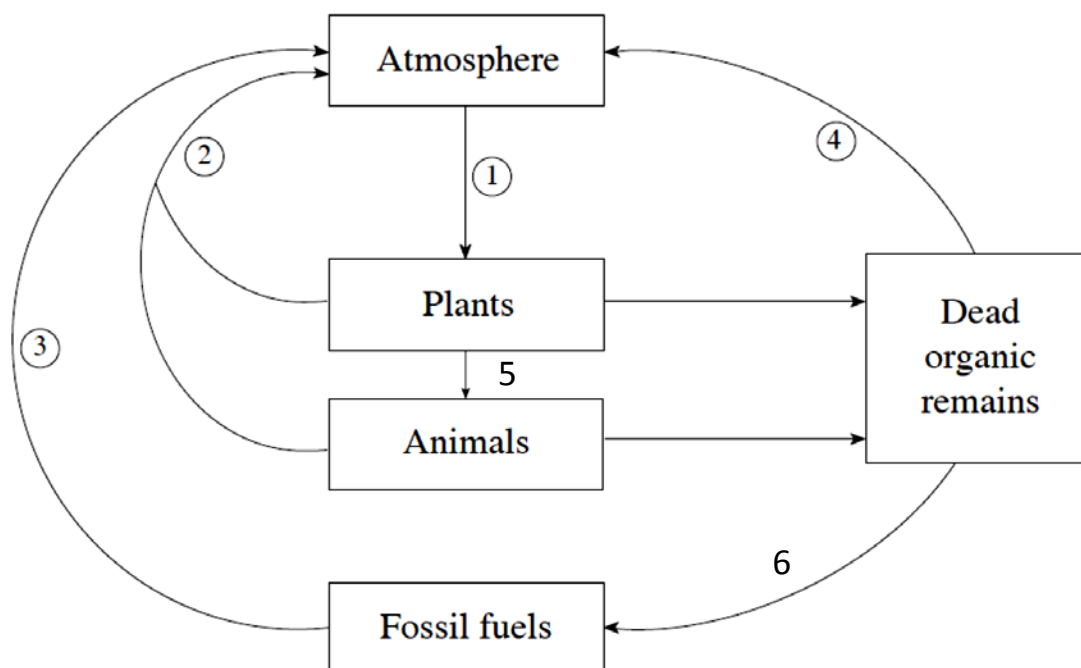 Atmosphere
2
1
4
Plants
Dead
organic
remains
3
5
Animals
6
Fossil fuels